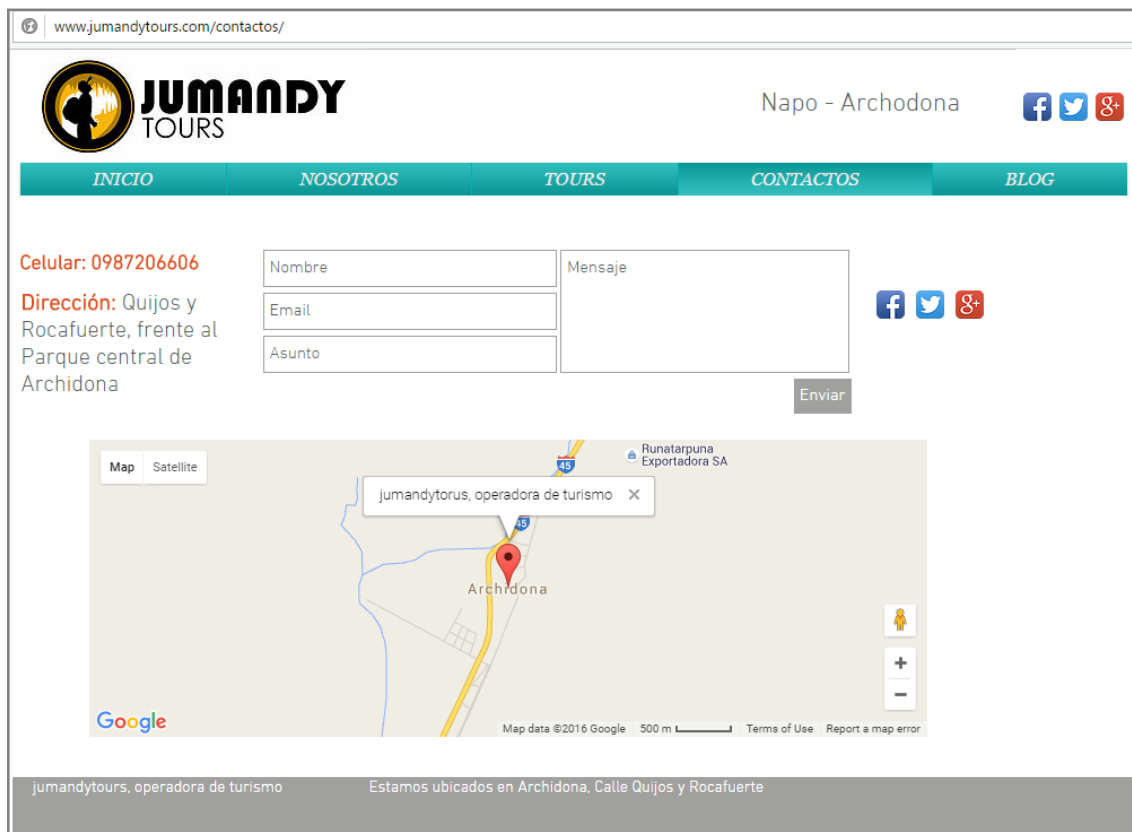 www.jumandytours.com/contactos/
JUMANDY
TOURS
Napo - Archodona
INICIO
NOSOTROS
TOURS
CONTACTOS
BLOG
Celular: 0987206606
Dirección: Quijos y
Rocafuerte, frente al
Parque central de
Archidona
Nombre
Email
Asunto
Mensaje
Enviar
Map
Satellite
45
Runatarpuna
Exportadora SA
jumandytorus, operadora de turismo
45
Archidona
Google
Map data ©2016 Google
500 m
Terms of Use
Report a map error
jumandytours, operadora de turismo
Estamos ubicados en Archidona, Calle Quijos y Rocafuerte